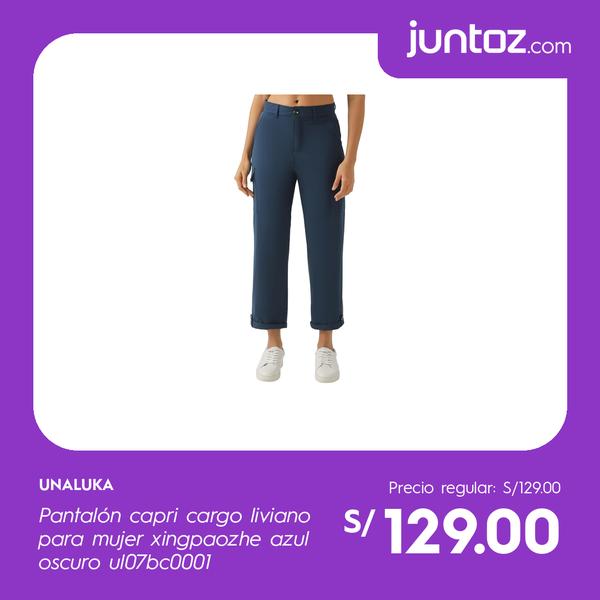 juntoz.com
UNALUKA
Pantalón capri cargo liviano
para mujer xingpaozhe azul
oscuro ul07bc0001
Precio regular: S/129.00
S/129.00